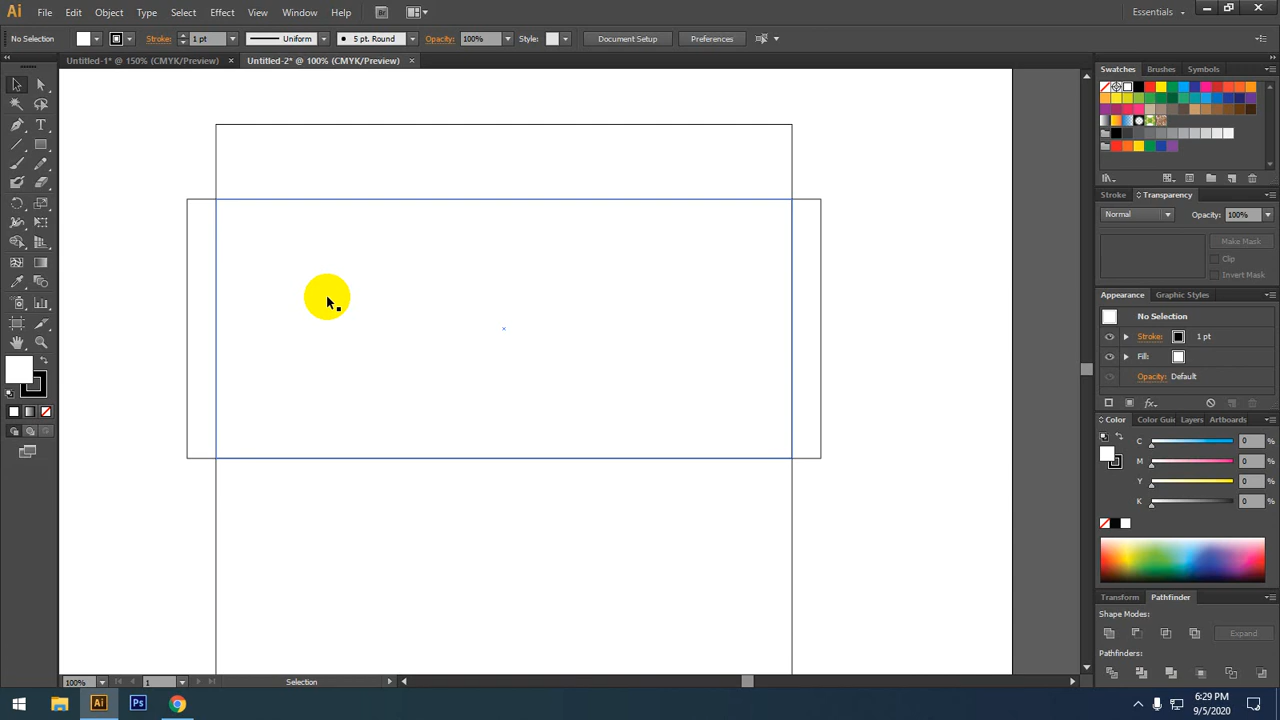 Ai File Edit Object Type Select Effect View Window Help Br Essentials
No Selection Stroke: 1 pt Uniform 5 pt. Round Opacity: 100% Style: Document Setup Preferences
Untitled-1* @ 150% (CMYK/Preview) Untitled-2* @ 100% (CMYK/Preview)
Swatches Brushes Symbols
Stroke Transparency
Normal Opacity: 100%
Make Mask
Clip
Invert Mask
Appearance Graphic Styles
No Selection
Stroke: 1 pt
Fill:
Opacity: Default
fx
Color Color Guide Layers Artboards
C 0 %
M 0 %
Y 0 %
K 0 %
Transform Pathfinder
Shape Modes:
Expand
Pathfinders:
100% 1 Selection
Ai Ps
6:29 PM
9/5/2020